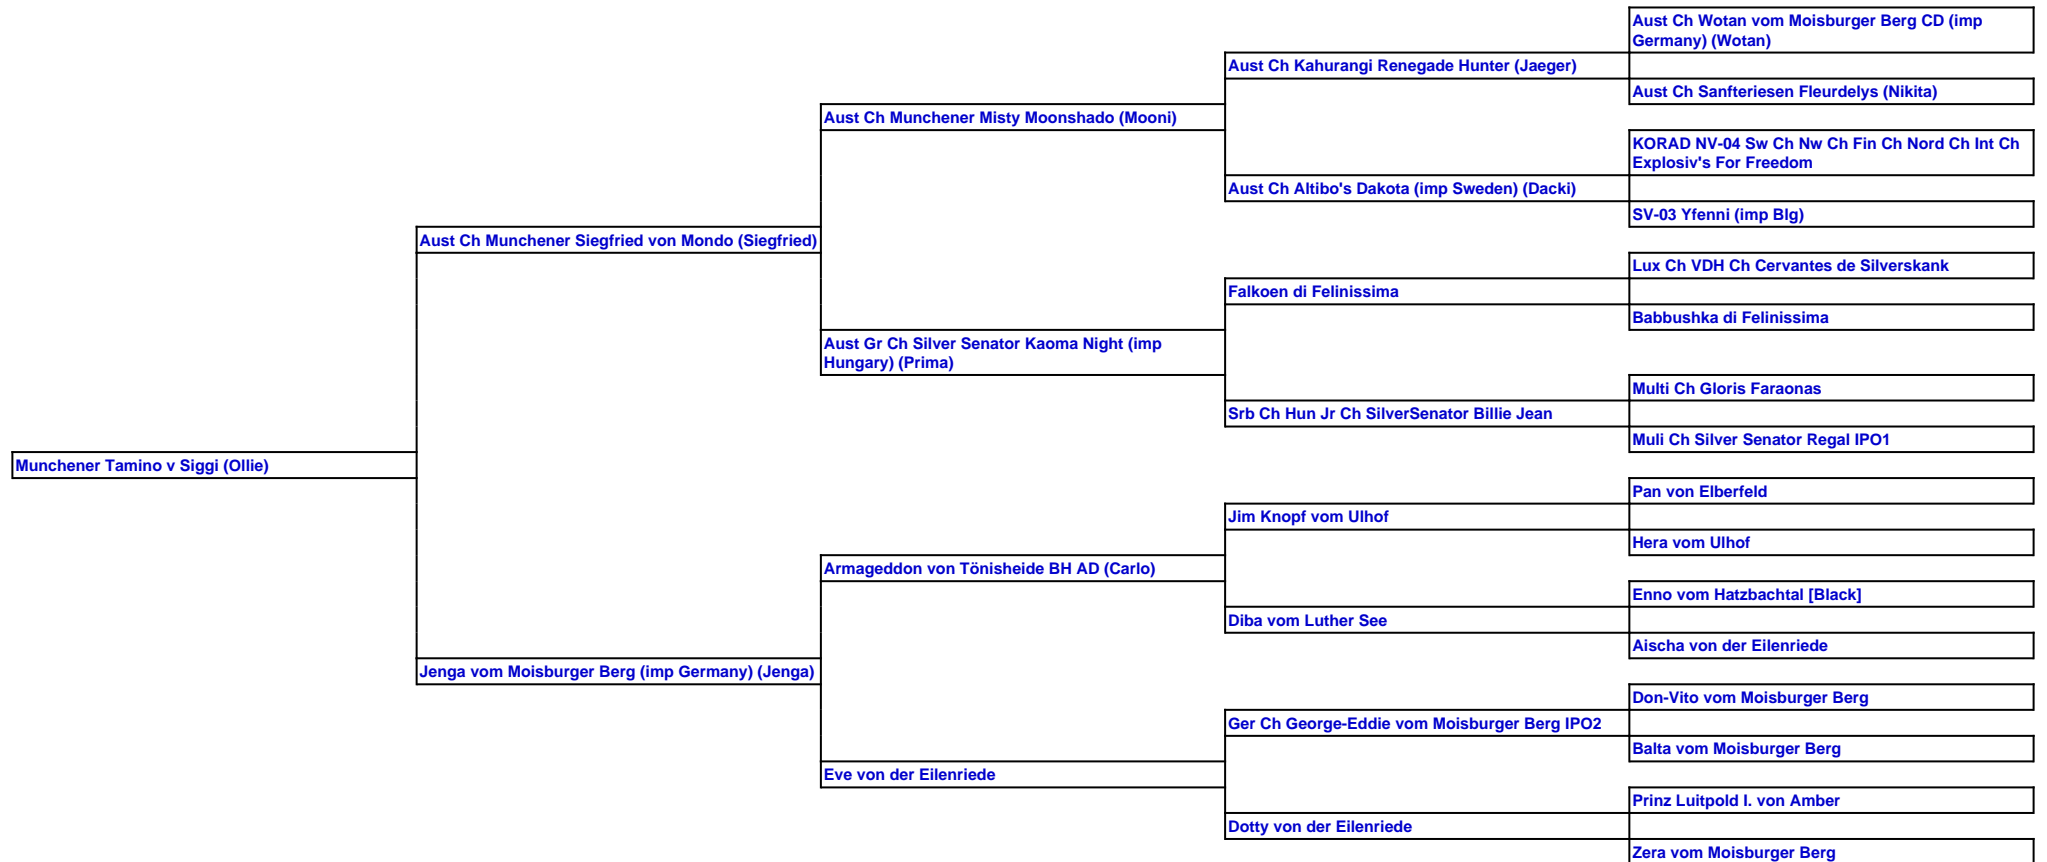 Aust Ch Wotan vom Moisburger Berg CD (imp
Germany) (Wotan)
Aust Ch Kahurangi Renegade Hunter (Jaeger)
Aust Ch Sanfteriesen Fleurdelys (Nikita)
Aust Ch Munchener Misty Moonshado (Mooni)
KORAD NV-04 Sw Ch Nw Ch Fin Ch Nord Ch Int Ch
Explosiv's For Freedom
Aust Ch Altibo's Dakota (imp Sweden) (Dacki)
SV-03 Yfenni (imp Blg)
Aust Ch Munchener Siegfried von Mondo (Siegfried)
Lux Ch VDH Ch Cervantes de Silverskank
Falkoen di Felinissima
Babbushka di Felinissima
Aust Gr Ch Silver Senator Kaoma Night (imp
Hungary) (Prima)
Multi Ch Gloris Faraonas
Srb Ch Hun Jr Ch SilverSenator Billie Jean
Muli Ch Silver Senator Regal IPO1
Munchener Tamino v Siggi (Ollie)
Pan von Elberfeld
Jim Knopf vom Ulhof
Hera vom Ulhof
Armageddon von Tönisheide BH AD (Carlo)
Enno vom Hatzbachtal [Black]
Diba vom Luther See
Aischa von der Eilenriede
Jenga vom Moisburger Berg (imp Germany) (Jenga)
Don-Vito vom Moisburger Berg
Ger Ch George-Eddie vom Moisburger Berg IPO2
Balta vom Moisburger Berg
Eve von der Eilenriede
Prinz Luitpold I. von Amber
Dotty von der Eilenriede
Zera vom Moisburger Berg